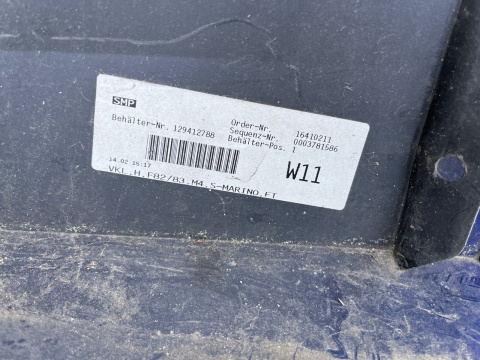 SMP
Behälter-Nr. 129412788
Order-Nr. 16410211
Sequenz-Nr. 0003781586
Behälter-Pos. 1
14.02 15:17
W11
VKL.H.F82/83.M4.S-MARINO.ET